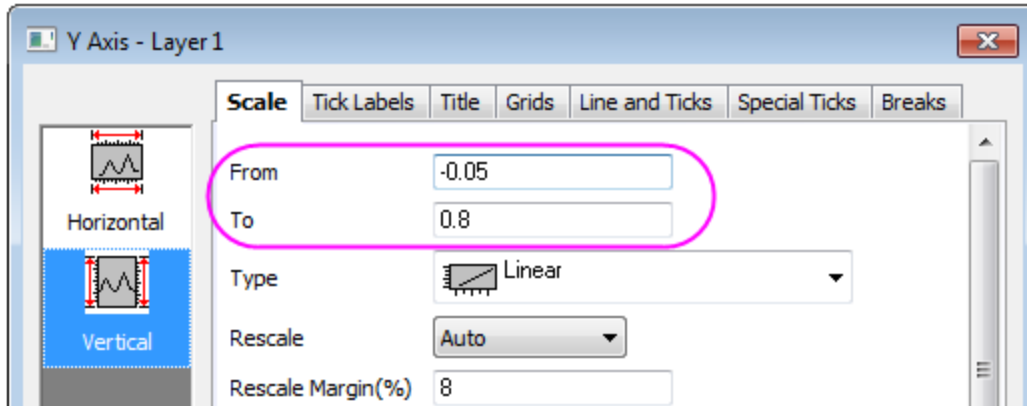 Y Axis - Layer 1
Scale Tick Labels Title Grids Line and Ticks Special Ticks Breaks
Horizontal
Vertical
From -0.05
To 0.8
Type Linear
Rescale Auto
Rescale Margin(%) 8